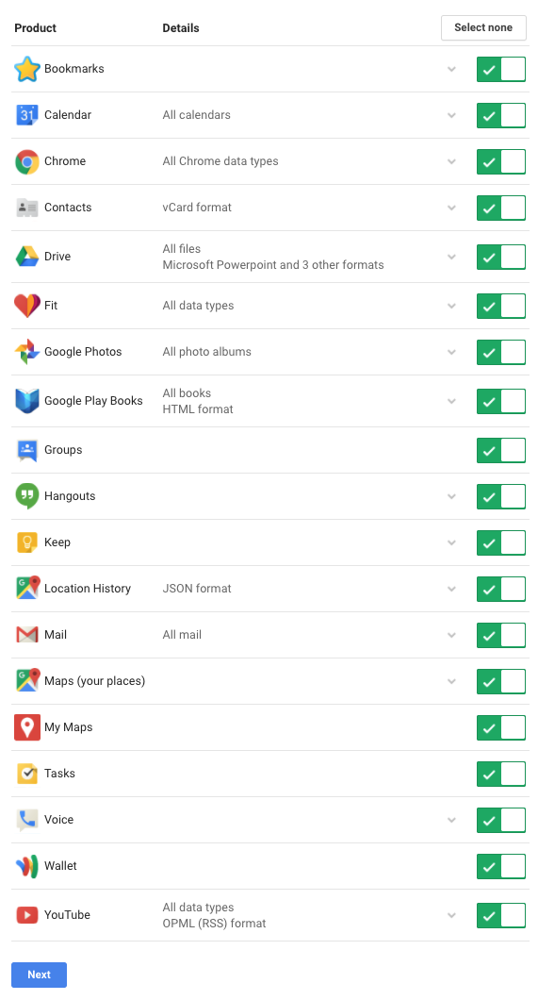 Product Details Select none
Bookmarks
31
Calendar All calendars
Chrome All Chrome data types
Contacts vCard format
Drive All files
Microsoft Powerpoint and 3 other formats
Fit All data types
Google Photos All photo albums
Google Play Books All books
HTML format
Groups
Hangouts
Keep
G
Location History JSON format
Mail All mail
G
Maps (your places)
My Maps
Tasks
Voice
Wallet
YouTube All data types
OPML (RSS) format
Next